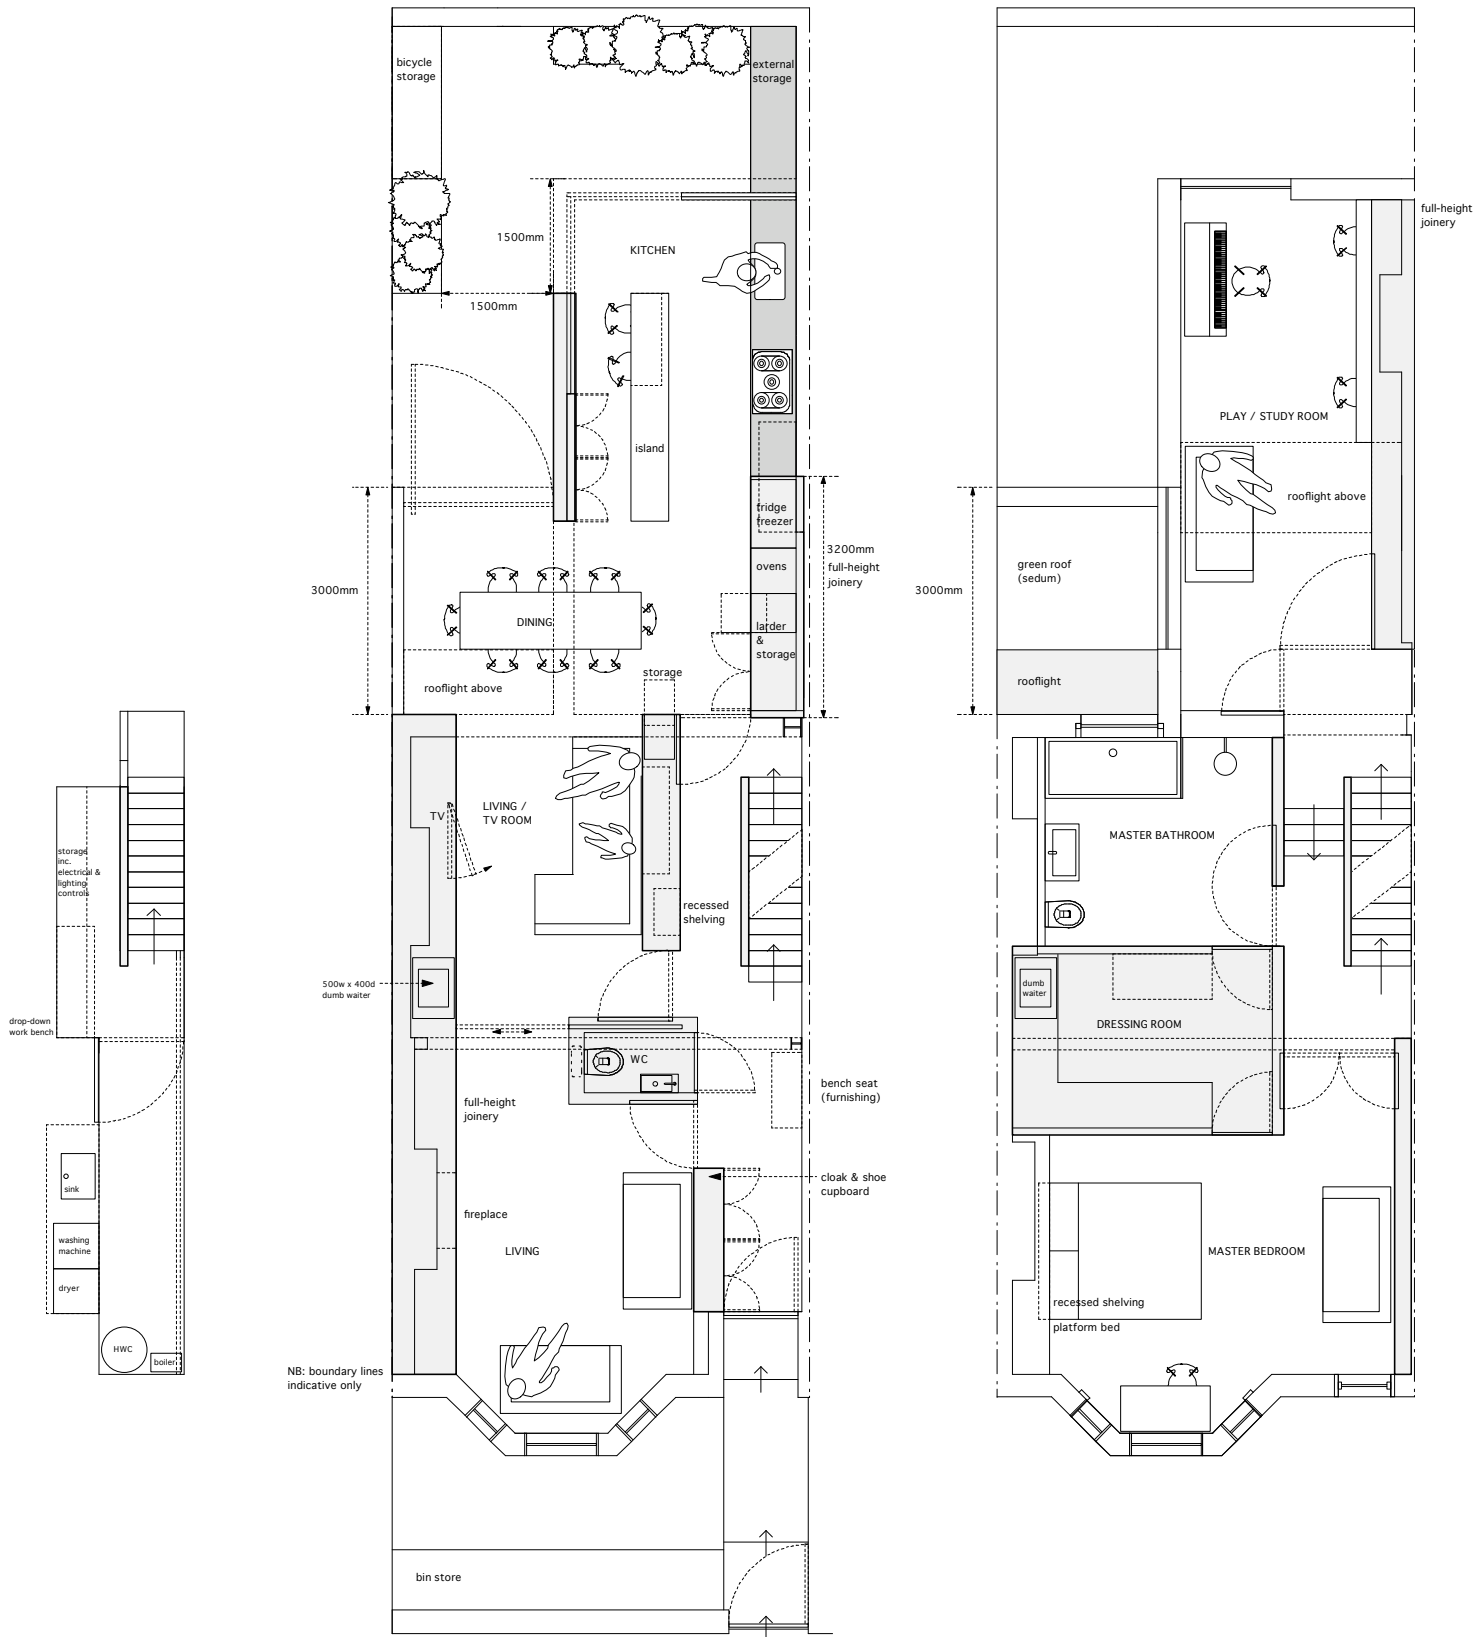 storage
inc.
electrical &
lighting
controls
drop-down
work bench
sink
washing
machine
dryer
HWC
boiler
bicycle
storage
external
storage
1500mm
KITCHEN
1500mm
island
fridge
freezer
3200mm
full-height
joinery
ovens
3000mm
DINING
larder
&
storage
storage
rooflight above
TV
LIVING /
TV ROOM
recessed
shelving
500w x 400d
dumb waiter
WC
bench seat
(furnishing)
full-height
joinery
cloak & shoe
cupboard
fireplace
LIVING
NB: boundary lines
indicative only
bin store
full-height
joinery
PLAY / STUDY ROOM
rooflight above
green roof
(sedum)
3000mm
rooflight
MASTER BATHROOM
dumb
waiter
DRESSING ROOM
MASTER BEDROOM
recessed shelving
platform bed